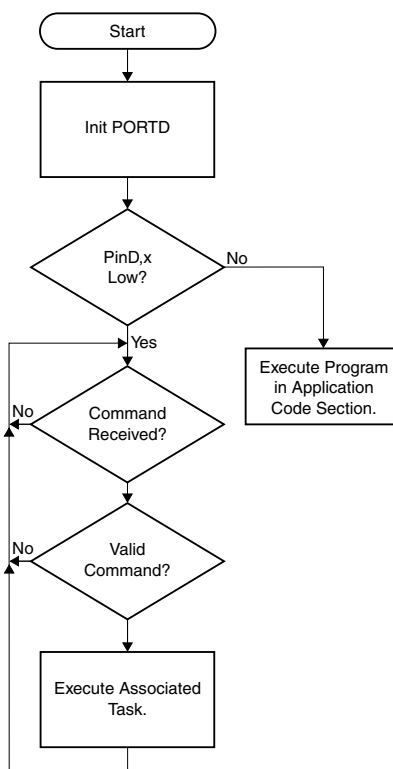 Start
Init PORTD
PinD,x
Low?
No
Yes
Execute Program
in Application
Code Section.
Command
Received?
No
Valid
Command?
No
Execute Associated
Task.